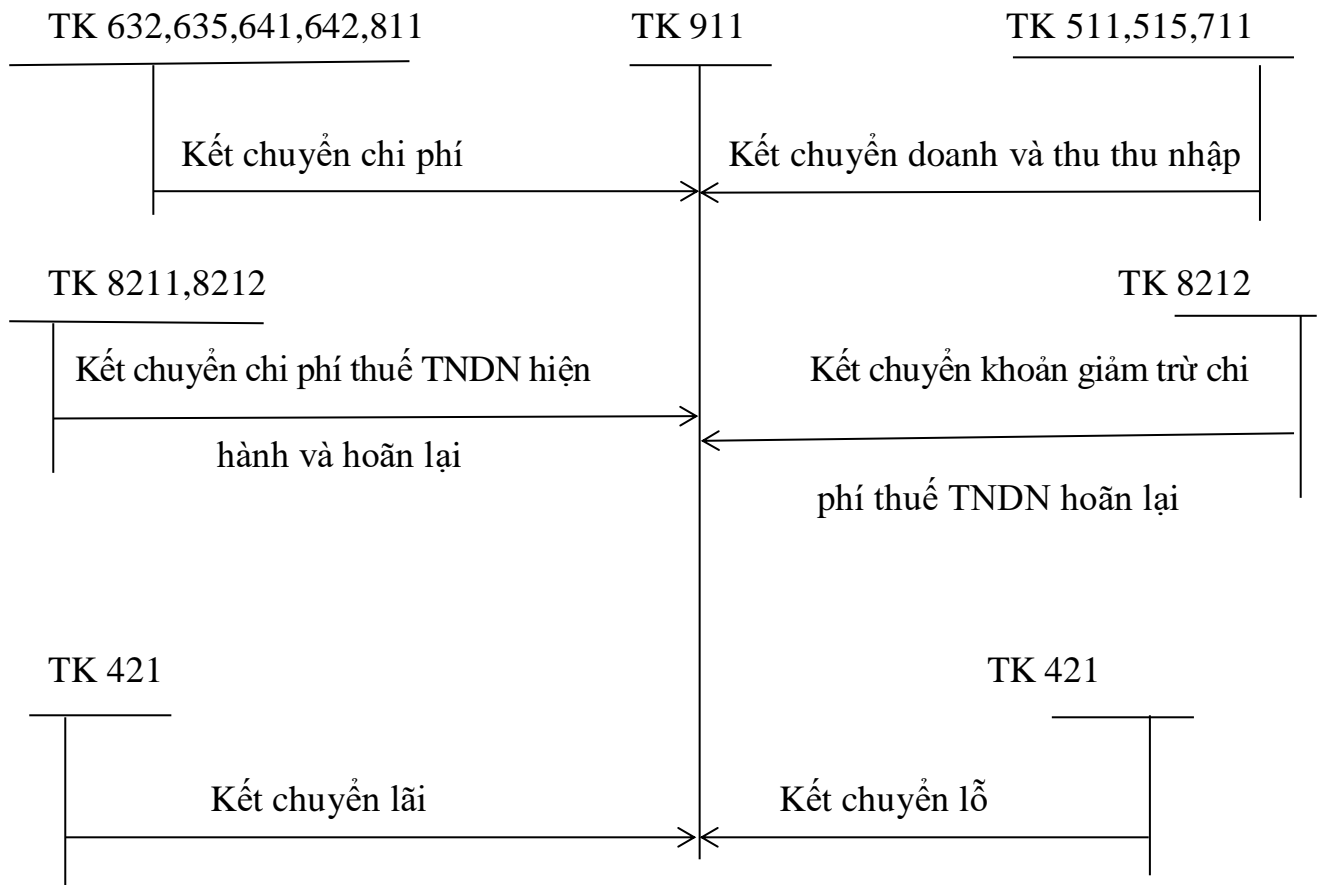 TK 632,635,641,642,811
TK 911
TK 511,515,711
Kết chuyển chi phí
Kết chuyển doanh và thu thu nhập
TK 8211,8212
TK 8212
Kết chuyển chi phí thuế TNDN hiện
hành và hoãn lại
Kết chuyển khoản giảm trừ chi
phí thuế TNDN hoãn lại
TK 421
TK 421
Kết chuyển lãi
Kết chuyển lỗ